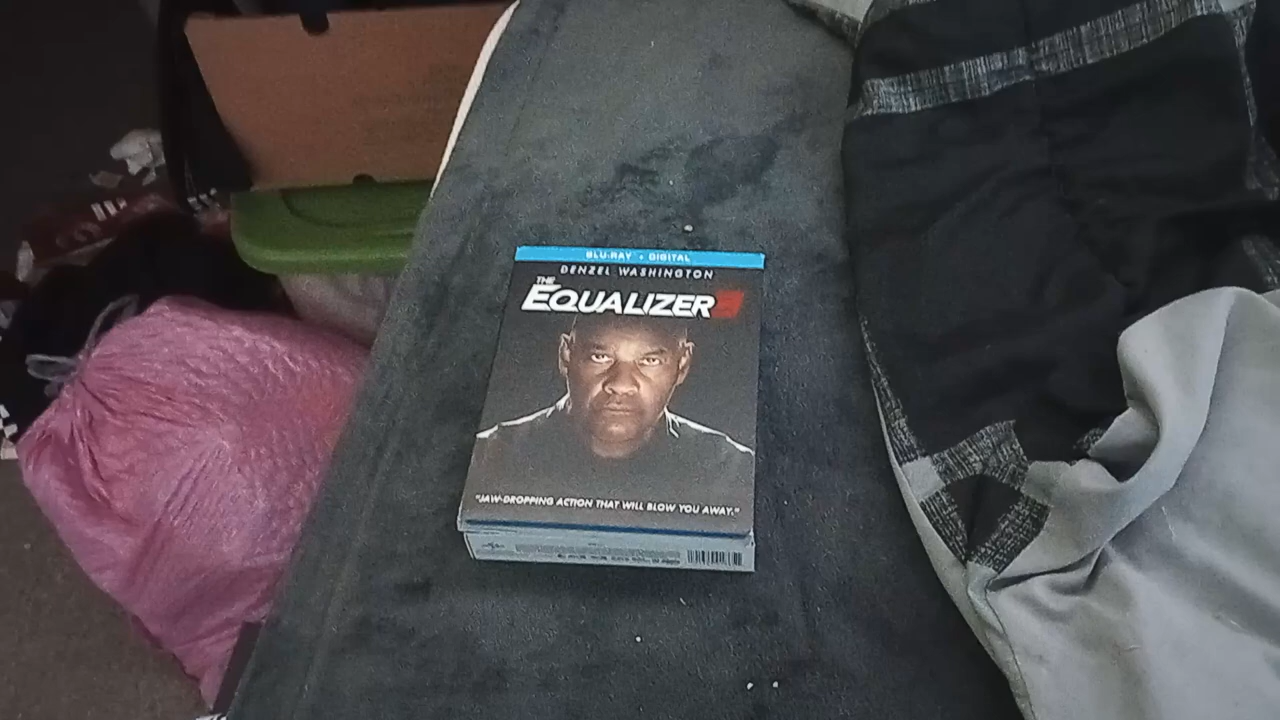 BLU-RAY + DIGITAL
DENZEL WASHINGTON
THE
EQUALIZER 3
"JAW-DROPPING ACTION THAT WILL BLOW YOU AWAY."